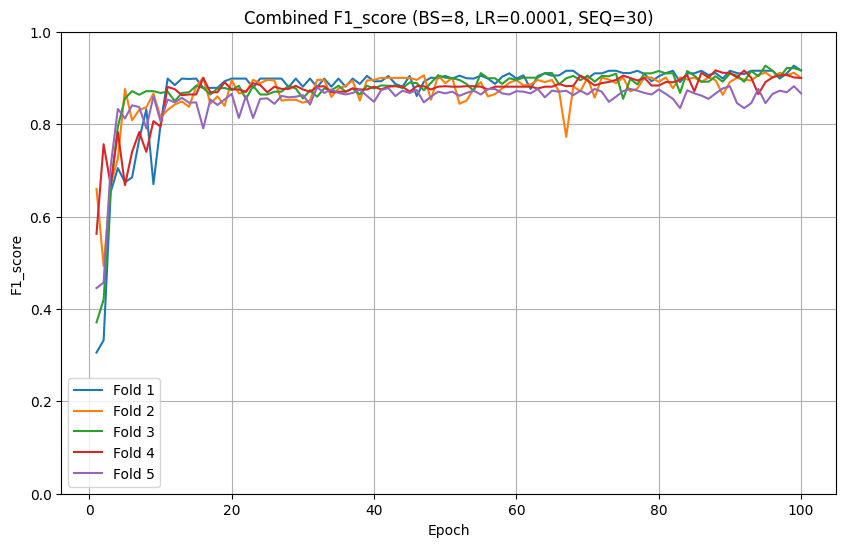 Combined F1_score (BS=8, LR=0.0001, SEQ=30)
1.0
0.8
0.6
0.4
0.2
0.0
F1_score
Fold 1
Fold 2
Fold 3
Fold 4
Fold 5
0 20 40 60 80 100
Epoch